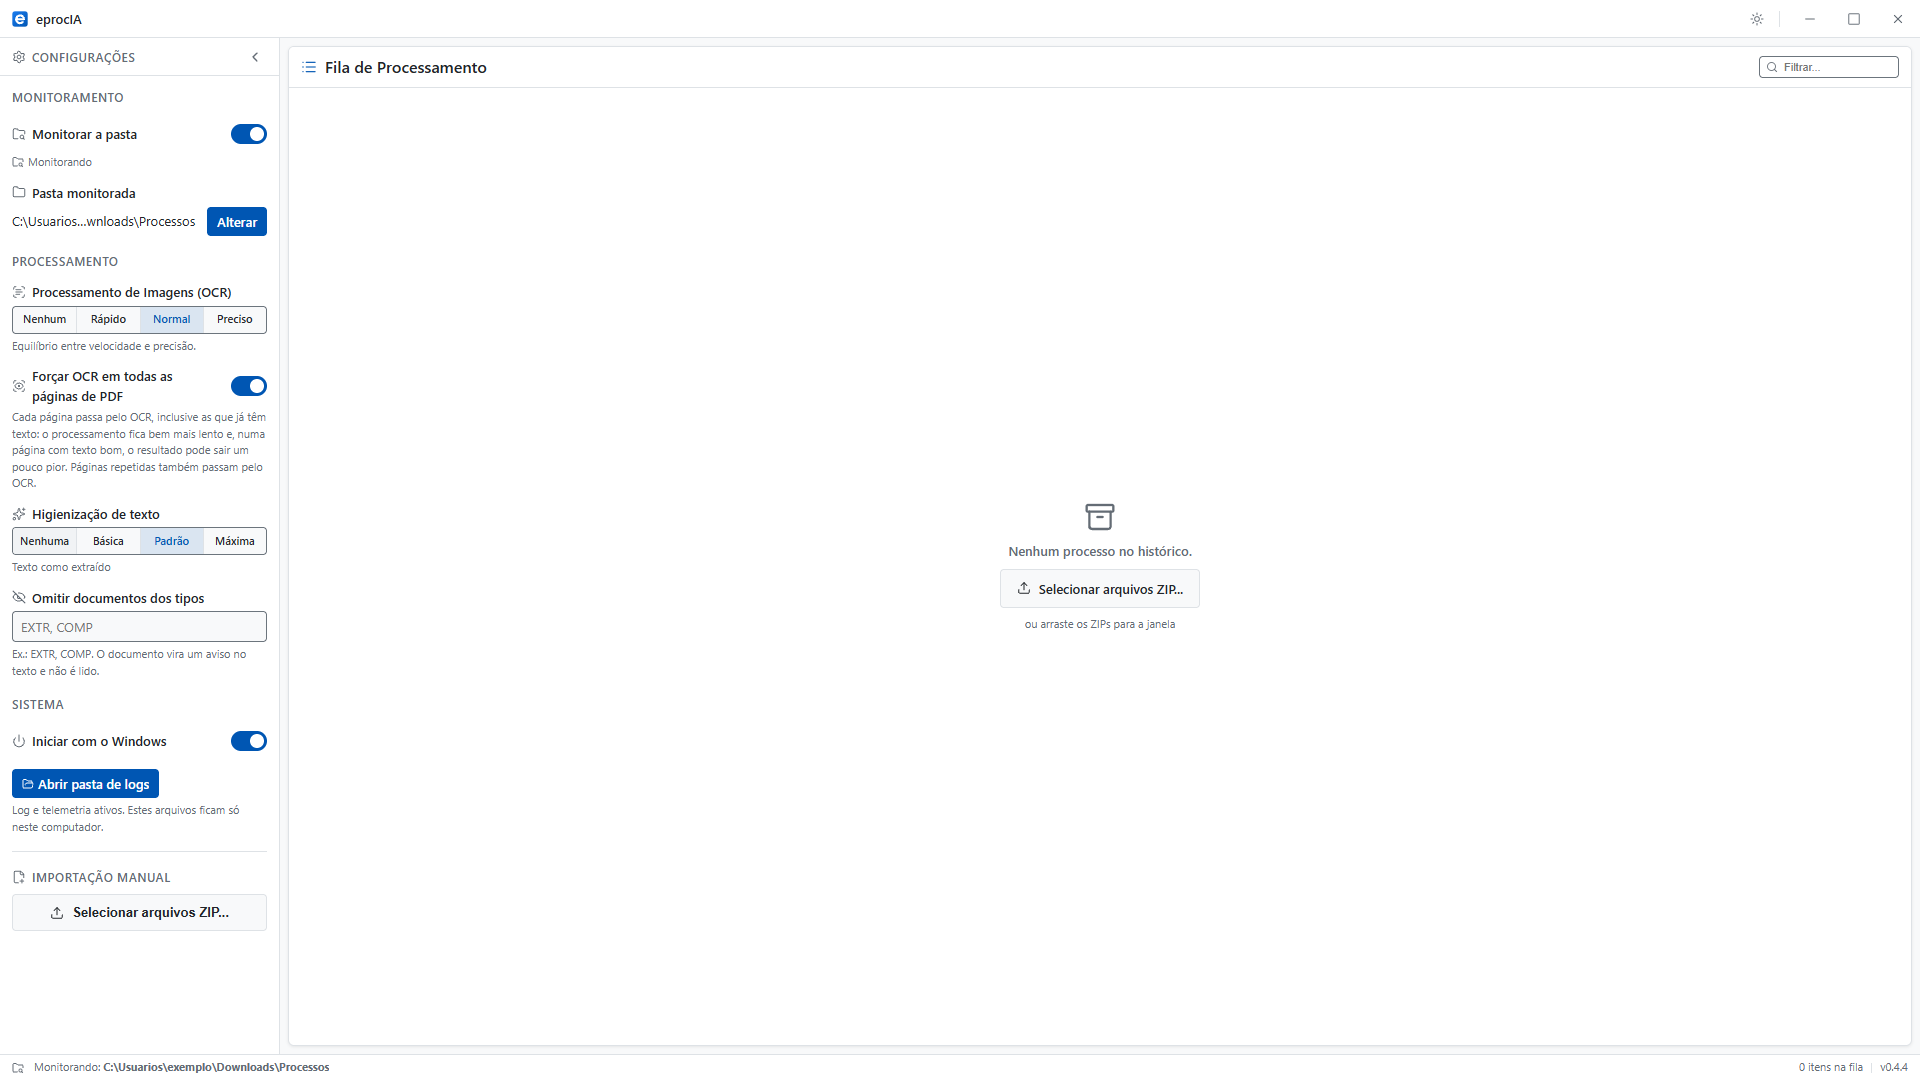 eprocIA
CONFIGURAÇÕES
MONITORAMENTO
Monitorar a pasta
Monitorando
Pasta monitorada
C:\Usuarios...wnloads\Processos
Alterar
PROCESSAMENTO
Processamento de Imagens (OCR)
Nenhum Rápido Normal Preciso
Equilíbrio entre velocidade e precisão.
Forçar OCR em todas as
páginas de PDF
Cada página passa pelo OCR, inclusive as que já têm
texto: o processamento fica bem mais lento e, numa
página com texto bom, o resultado pode sair um
pouco pior. Páginas repetidas também passam pelo
OCR.
Higienização de texto
Nenhuma Básica Padrão Máxima
Texto como extraído
Omitir documentos dos tipos
EXTR, COMP
Ex.: EXTR, COMP. O documento vira um aviso no
texto e não é lido.
SISTEMA
Iniciar com o Windows
Abrir pasta de logs
Log e telemetria ativos. Estes arquivos ficam só
neste computador.
IMPORTAÇÃO MANUAL
Selecionar arquivos ZIP...
Fila de Processamento
Filtrar...
Nenhum processo no histórico.
Selecionar arquivos ZIP...
ou arraste os ZIPs para a janela
Monitorando: C:\Usuarios\exemplo\Downloads\Processos
0 itens na fila
v0.4.4